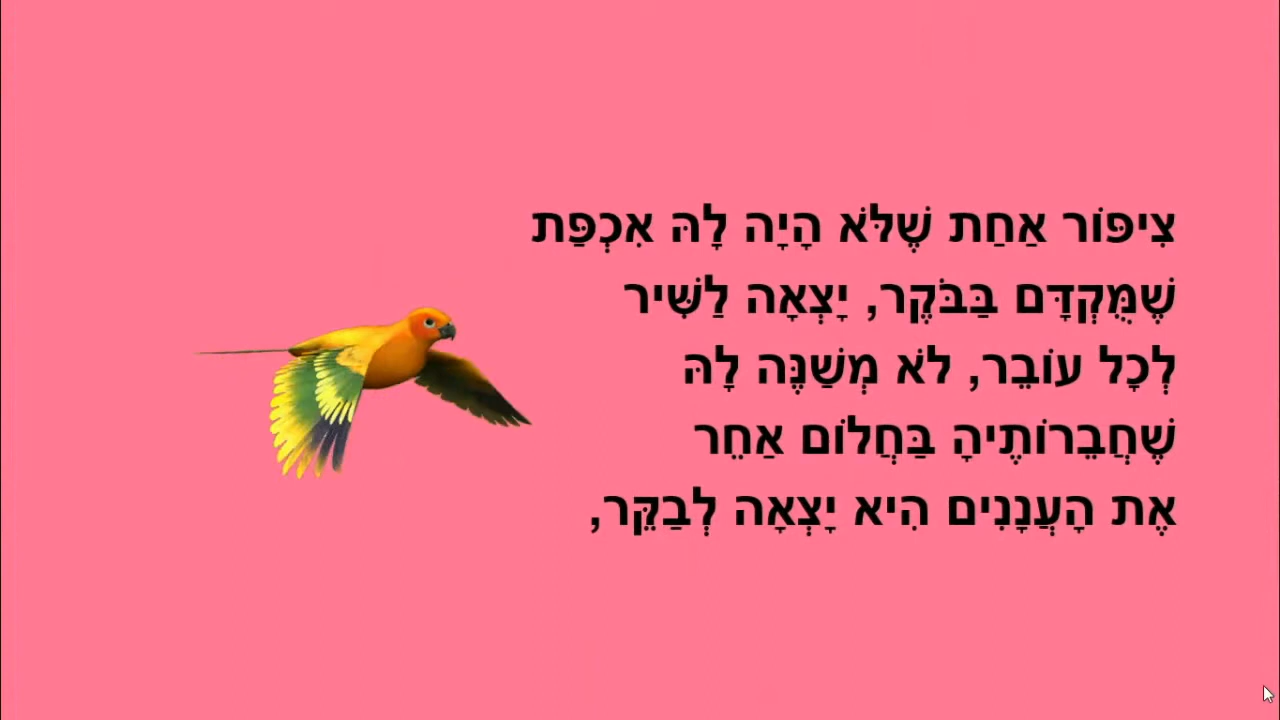 צִיפּוֹר אַחַת שֶׁלֹּא הָיָה לָהּ אִכְפַּת
שֶׁמֻּקְדָּם בַּבֹּקֶר, יָצְאָה לַשִּׁיר
לְכָל עוֹבֵר, לֹא מְשַׁנֶּה לָהּ
שֶׁחֲבֵרוֹתֶיהָ בַּחֲלוֹם אַחֵר
אֶת הָעֲנָנִים הִיא יָצְאָה לְבַקֵּר,